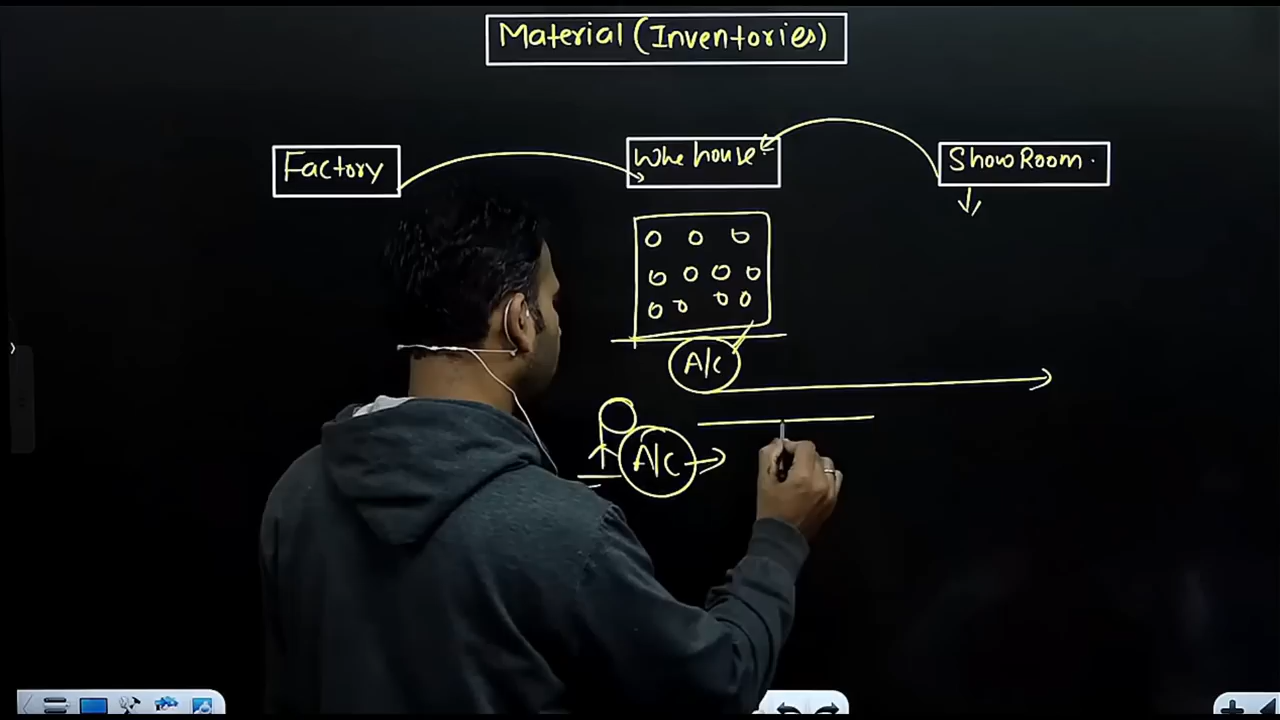 Material (Inventories)
Factory
Whe house
Show Room.
A/c
A/c